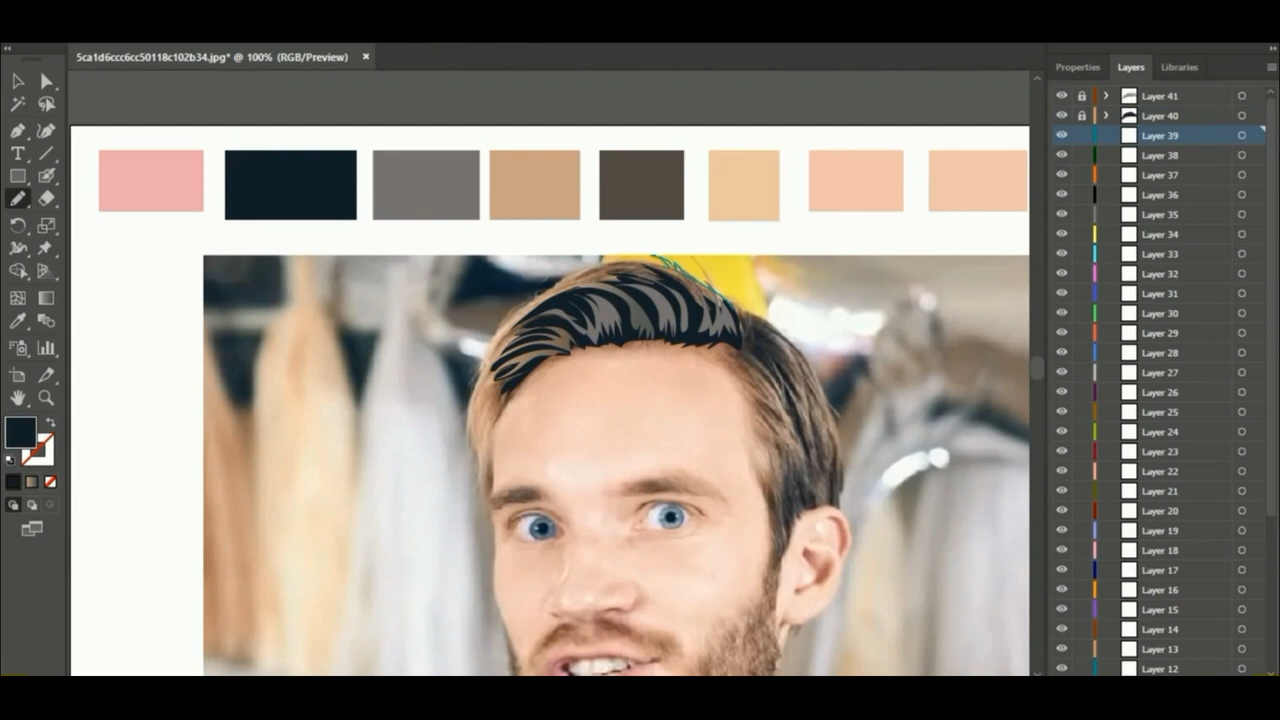 5ca1d6ccc6cc50118c102b34.jpg* @ 100% (RGB/Preview) ×
Properties Layers Libraries
Layer 41
Layer 40
Layer 39
Layer 38
Layer 37
Layer 36
Layer 35
Layer 34
Layer 33
Layer 32
Layer 31
Layer 30
Layer 29
Layer 28
Layer 27
Layer 26
Layer 25
Layer 24
Layer 23
Layer 22
Layer 21
Layer 20
Layer 19
Layer 18
Layer 17
Layer 16
Layer 15
Layer 14
Layer 13
Layer 12